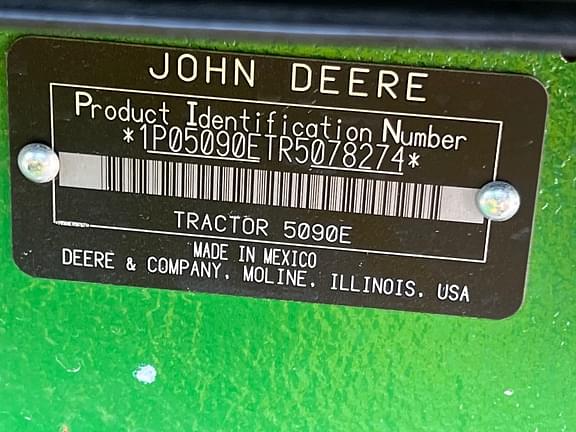 JOHN DEERE
Product Identification Number
*1P05090ETR5078274*
TRACTOR 5090E
MADE IN MEXICO
DEERE & COMPANY, MOLINE, ILLINOIS, USA